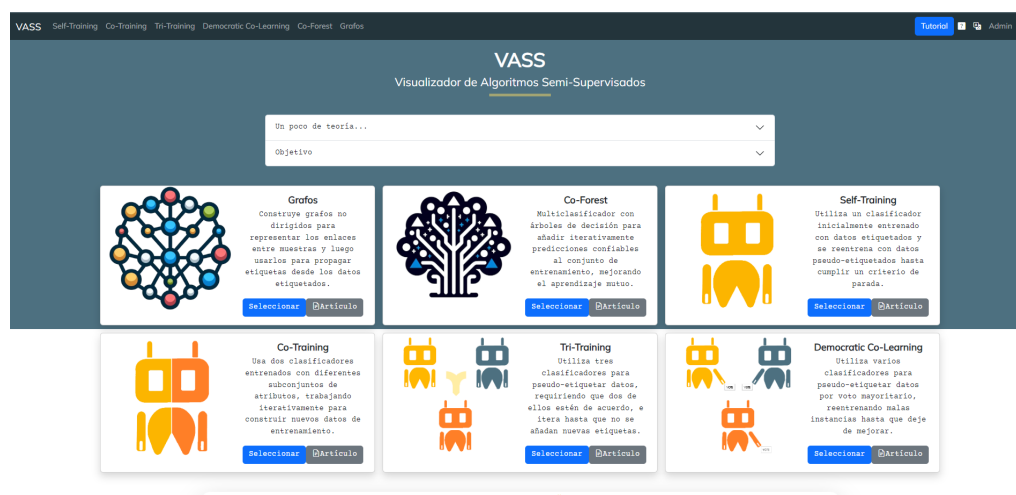 VASS Self-Training Co-Training Tri-Training Democratic Co-Learning Co-Forest Grafos Tutorial Admin
VASS
Visualizador de Algoritmos Semi-Supervisados
Un poco de teoría...
Objetivo
Grafos
Construye grafos no
dirigidos para
representar los enlaces
entre muestras y luego
usarlos para propagar
etiquetas desde los datos
etiquetados.
Seleccionar Artículo
Co-Forest
Multiclasificador con
árboles de decisión para
añadir iterativamente
predicciones confiables
al conjunto de
entrenamiento, mejorando
el aprendizaje mutuo.
Seleccionar Artículo
Self-Training
Utiliza un clasificador
inicialmente entrenado
con datos etiquetados y
se reentrena con datos
pseudo-etiquetados hasta
cumplir un criterio de
parada.
Seleccionar Artículo
Co-Training
Usa dos clasificadores
entrenados con diferentes
subconjuntos de
atributos, trabajando
iterativamente para
construir nuevos datos de
entrenamiento.
Seleccionar Artículo
Tri-Training
Utiliza tres
clasificadores para
pseudo-etiquetar datos,
requiriendo que dos de
ellos estén de acuerdo, e
itera hasta que no se
añadan nuevas etiquetas.
Seleccionar Artículo
Democratic Co-Learning
Utiliza varios
clasificadores para
pseudo-etiquetar datos
por voto mayoritario,
reentrenando malas
instancias hasta que deje
de mejorar.
Seleccionar Artículo